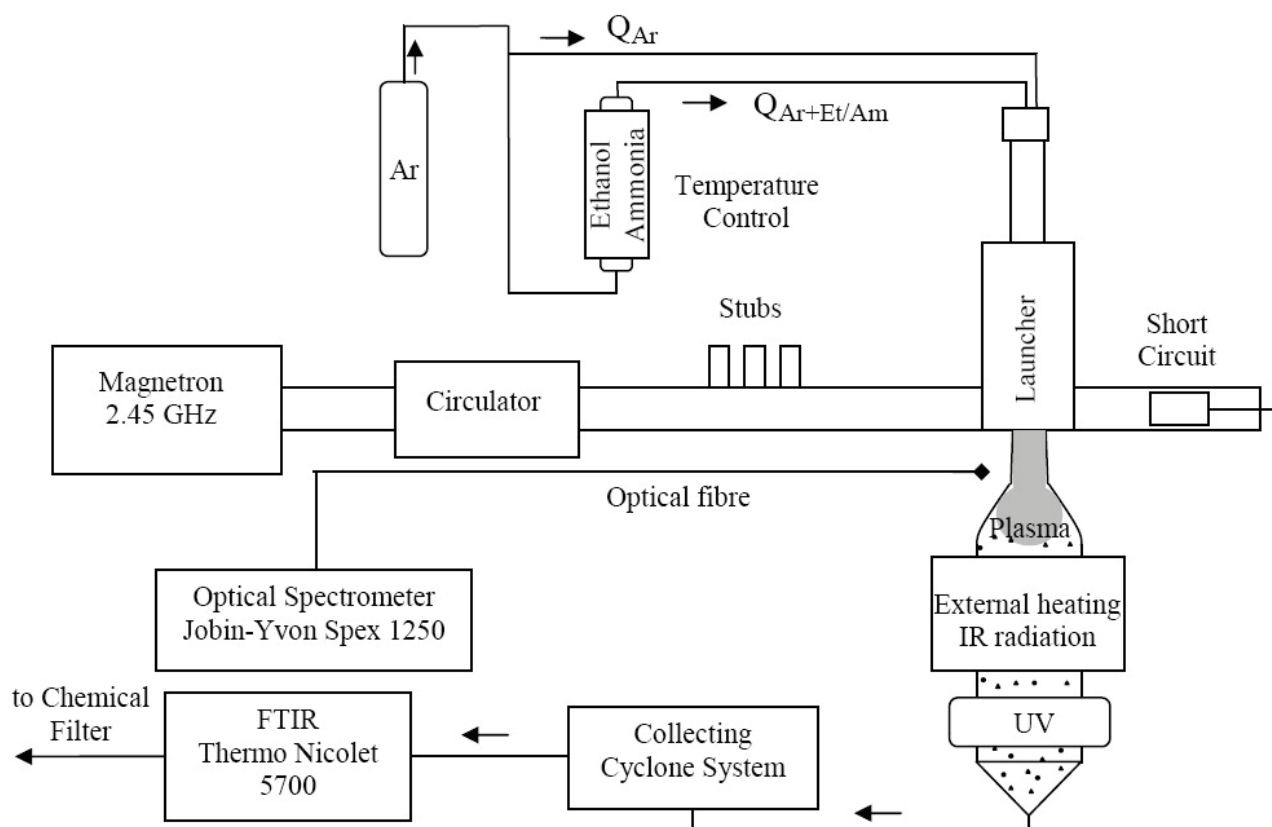 Q_Ar
Q_Ar+Et/Am
Ar
Ethanol
Ammonia
Temperature
Control
Stubs
Launcher
Short
Circuit
Magnetron
2.45 GHz
Circulator
Optical fibre
Plasma
Optical Spectrometer
Jobin-Yvon Spex 1250
External heating
IR radiation
to Chemical
Filter
FTIR
Thermo Nicolet
5700
Collecting
Cyclone System
UV